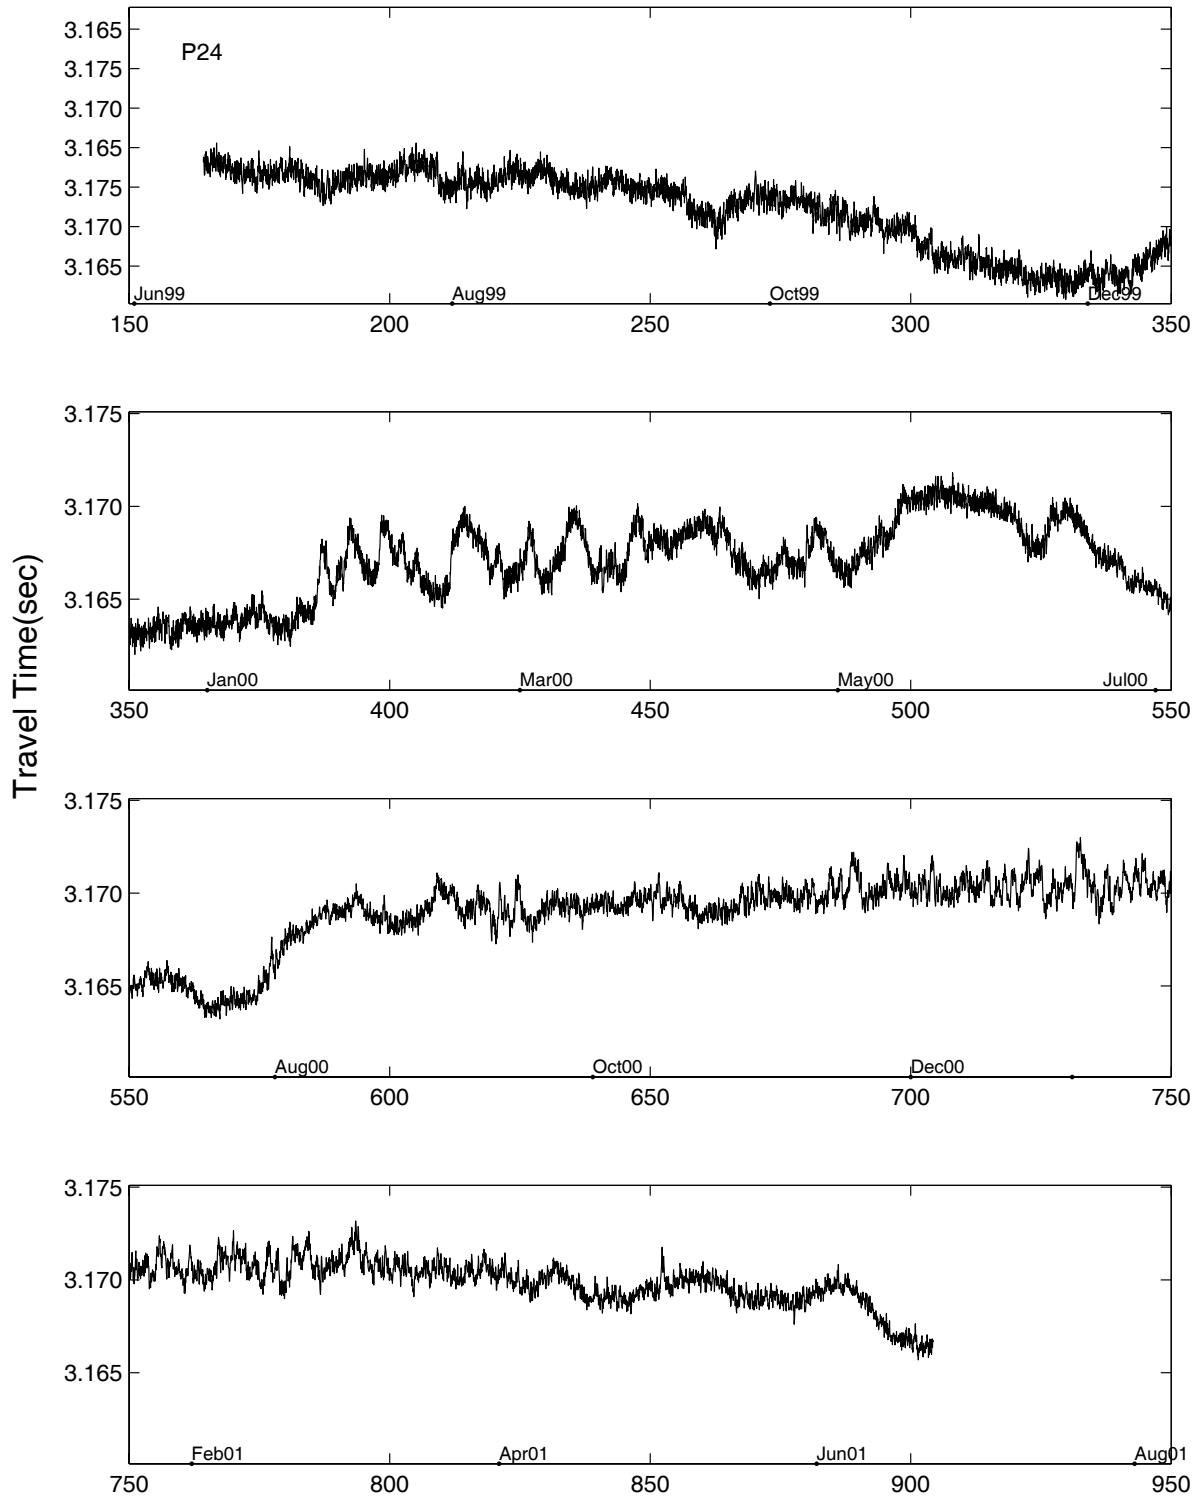 3.165
P24
3.175
3.170
3.165
3.175
3.170
3.165
Jun99 Aug99 Oct99 Dec99
150 200 250 300 350
Travel Time(sec)
3.175
3.170
3.165
Jan00 Mar00 May00 Jul00
350 400 450 500 550
3.175
3.170
3.165
Aug00 Oct00 Dec00
550 600 650 700 750
3.175
3.170
3.165
Feb01 Apr01 Jun01 Aug01
750 800 850 900 950